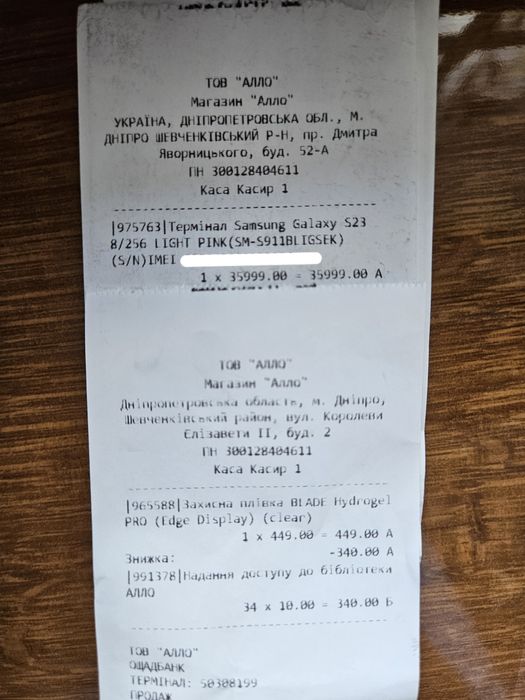 ТОВ "АЛЛО"
Магазин "Алло"
УКРАЇНА, ДНІПРОПЕТРОВСЬКА ОБЛ., М.
ДНІПРО ШЕВЧЕНКІВСЬКИЙ Р-Н, пр. Дмитра
Яворницького, буд. 52-А
ПН 300128404611
Каса Касир 1
|975763|Термінал Samsung Galaxy S23
8/256 LIGHT PINK(SM-S911BLIGSEK)
(S/N)IMEI
1 x 35999.00 = 35999.00 А
ТОВ "АЛЛО"
Магазин "Алло"
Дніпропетровська область, м. Дніпро,
Шевченківський район, вул. Королеви
Єлізавети II, буд. 2
ПН 300128404611
Каса Касир 1
|965588|Захисна плівка BLADE Hydrogel
PRO (Edge Display) (clear)
1 x 449.00 = 449.00 А
Знижка: -340.00 А
|991378|Надання доступу до бібліотеки
АЛЛО
34 x 10.00 = 340.00 Б
ТОВ "АЛЛО"
ОЩАДБАНК
ТЕРМІНАЛ: S0308199
ПРОДАЖ